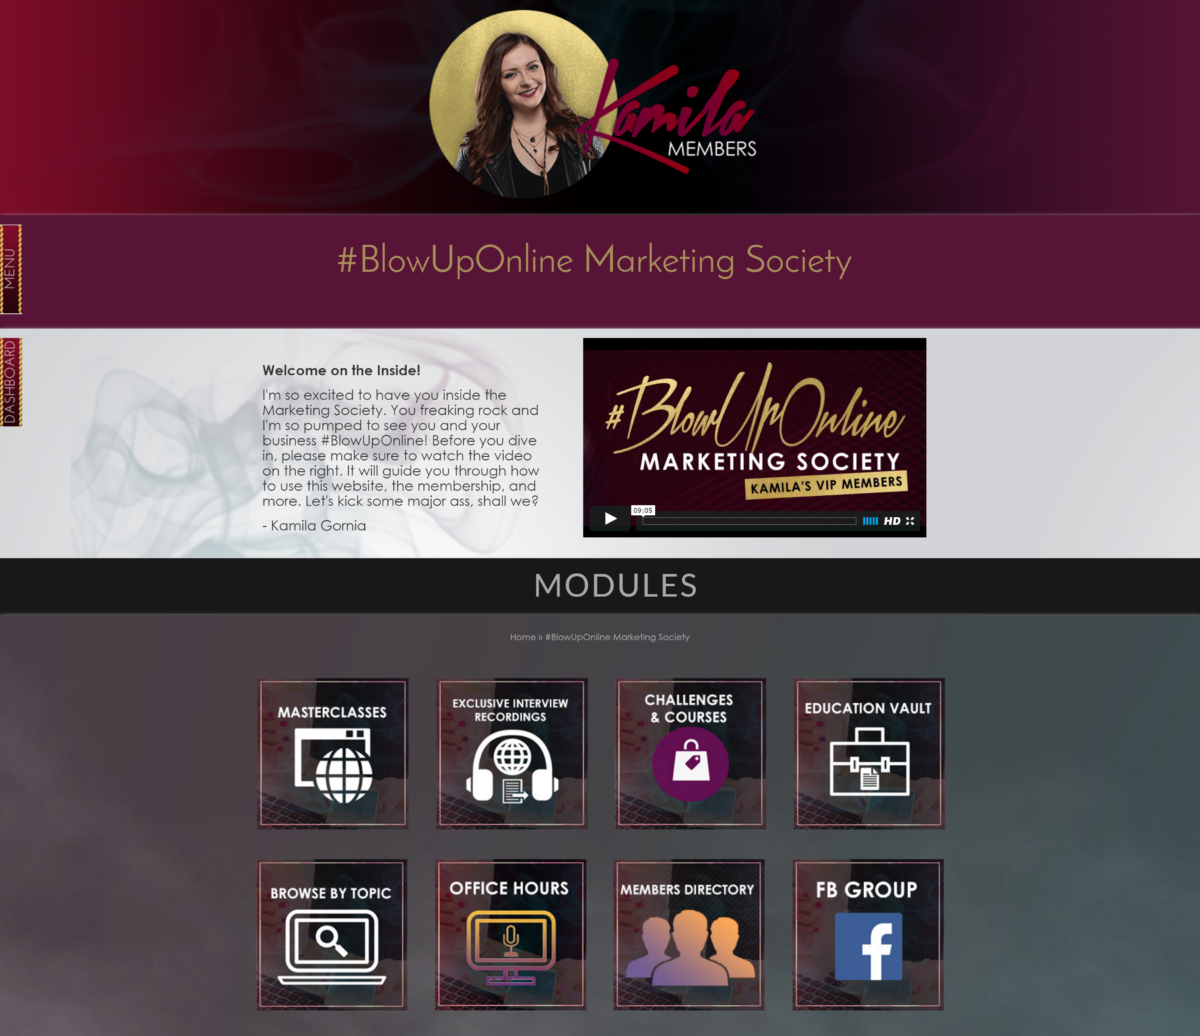 Kamila
MEMBERS
#BlowUpOnline Marketing Society
MENU
DASHBOARD
Welcome on the Inside!
I'm so excited to have you inside the
Marketing Society. You freaking rock and
I'm so pumped to see you and your
business #BlowUpOnline! Before you dive
in, please make sure to watch the video
on the right. It will guide you through how
to use this website, the membership, and
more. Let's kick some major ass, shall we?
- Kamila Gornia
#BlowUpOnline
MARKETING SOCIETY
KAMILA'S VIP MEMBERS
09:05
HD
MODULES
Home » #BlowUpOnline Marketing Society
MASTERCLASSES
EXCLUSIVE INTERVIEW
RECORDINGS
CHALLENGES
& COURSES
EDUCATION VAULT
BROWSE BY TOPIC
OFFICE HOURS
MEMBERS DIRECTORY
FB GROUP
f